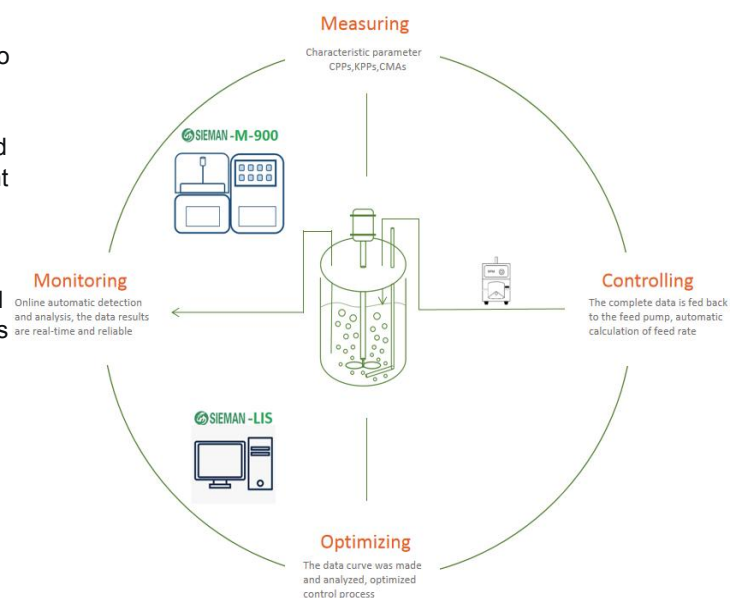 Measuring
Characteristic parameter
CPPs,KPPs,CMAs
o
SIEMAN-M-900
d
t
Monitoring
Online automatic detection
and analysis, the data results
are real-time and reliable
s
Controlling
The complete data is fed back
to the feed pump, automatic
calculation of feed rate
SIEMAN-LIS
Optimizing
The data curve was made
and analyzed, optimized
control process